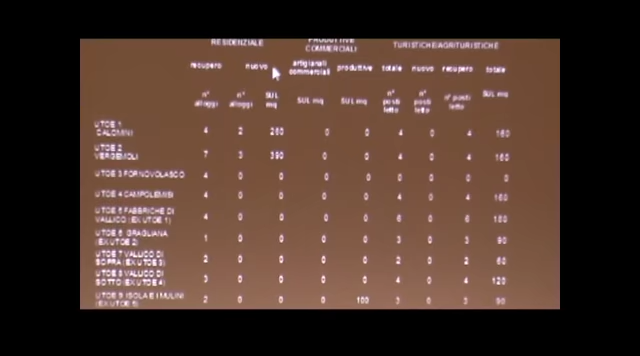 RESIDENZIALE PRODUTTIVE COMMERCIALI TURISTICHE/AGRITURISTICHE
recupero nuovo artigianali commerciali produttive totale nuovo recupero totale
n° alloggi n° alloggi SUL mq SUL mq SUL mq n° posti letto n° posti letto n° posti letto SUL mq
UTOE 1 CALOMINI 4 2 260 0 0 4 0 4 160
UTOE 2 VERGEMOLI 7 3 390 0 0 4 0 4 160
UTOE 3 FORNOVOLASCO 4 0 0 0 0 0 0 0 0
UTOE 4 CAMPOLEMISI 4 0 0 0 0 4 0 4 160
UTOE 5 FABBRICHE DI VALLICO (EX UTOE 1) 4 0 0 0 0 6 0 6 180
UTOE 6 GRAGLIANA (EX UTOE 2) 1 0 0 0 0 3 0 3 90
UTOE 7 VALLICO DI SOPRA (EX UTOE 3) 2 0 0 0 0 2 0 2 60
UTOE 8 VALLICO DI SOTTO (EX UTOE 4) 3 0 0 0 0 4 0 4 120
UTOE 9 ISOLA E I MULINI (EX UTOE 5) 2 0 0 0 100 3 0 3 90